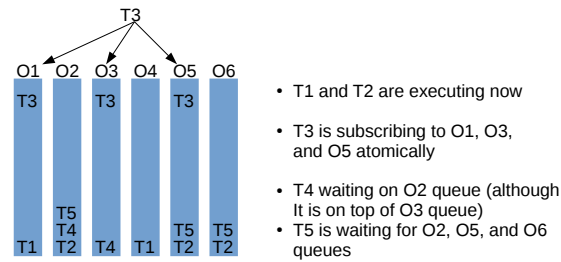 T3
O1 O2 O3 O4 O5 O6
T3 T3 T3
T5
T4 T5 T5
T1 T2 T4 T1 T2 T2
• T1 and T2 are executing now
• T3 is subscribing to O1, O3,
and O5 atomically
• T4 waiting on O2 queue (although
It is on top of O3 queue)
• T5 is waiting for O2, O5, and O6
queues